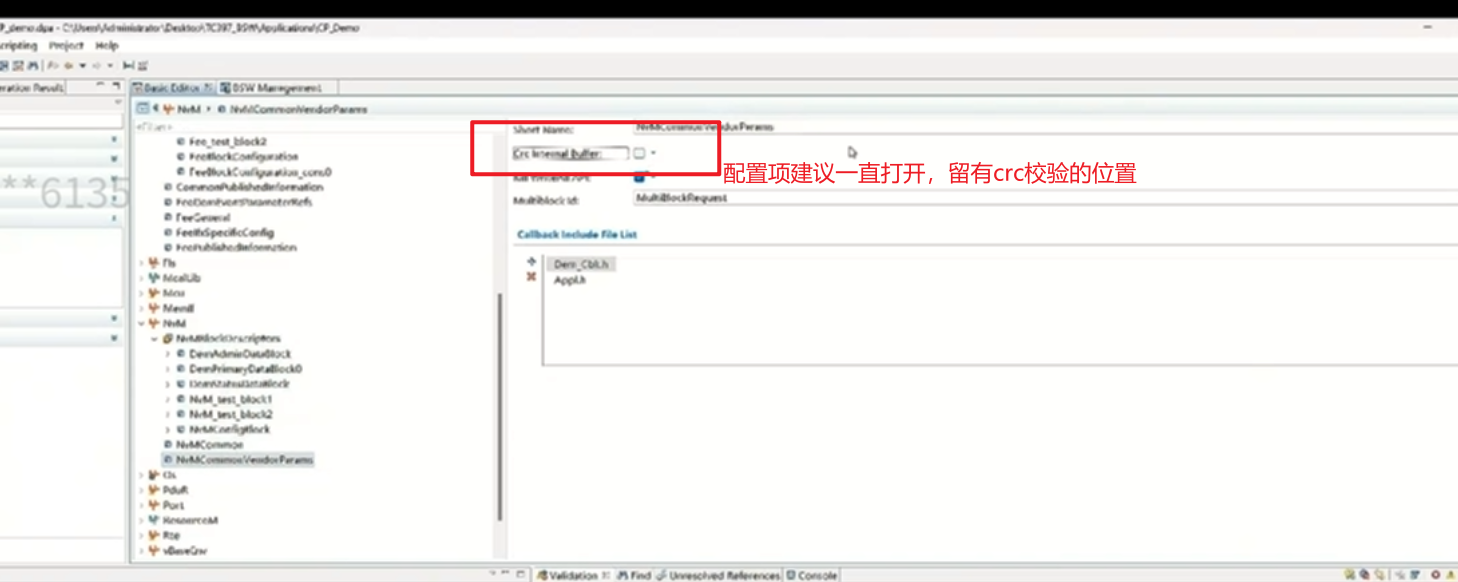 P_demo.dpa - C:\Users\Administrator\Desktop\TC397_BSW\Applications\CP_Demo
cripting Project Help
eration Result
Basic Editor BSW Management
NvM NvMCommonVendorParams
<Filter>
Fee_test_block2
FeeBlockConfiguration
FeeBlockConfiguration_cons0
CommonPublishedInformation
FeeDemEventParameterRefs
FeeGeneral
FeeIfxSpecificConfig
FeePublishedInformation
Fls
McalLib
Mcu
MemIf
NvM
NvMBlockDescriptors
DemAdminDataBlock
DemPrimaryDataBlock0
DemStatusDataBlock
NvM_test_block1
NvM_test_block2
NvMConfigBlock
NvMCommon
NvMCommonVendorParams
Os
PduR
Port
ResourceM
Rte
vBaseEnv
**6135
Short Name: NvMCommonVendorParams
Crc Internal Buffer:
配置项建议一直打开，留有crc校验的位置
Multiblock Id: MultiBlockRequest
Callback Include File List
Dem_Cbk.h
Appl.h
Validation Find Unresolved References Console